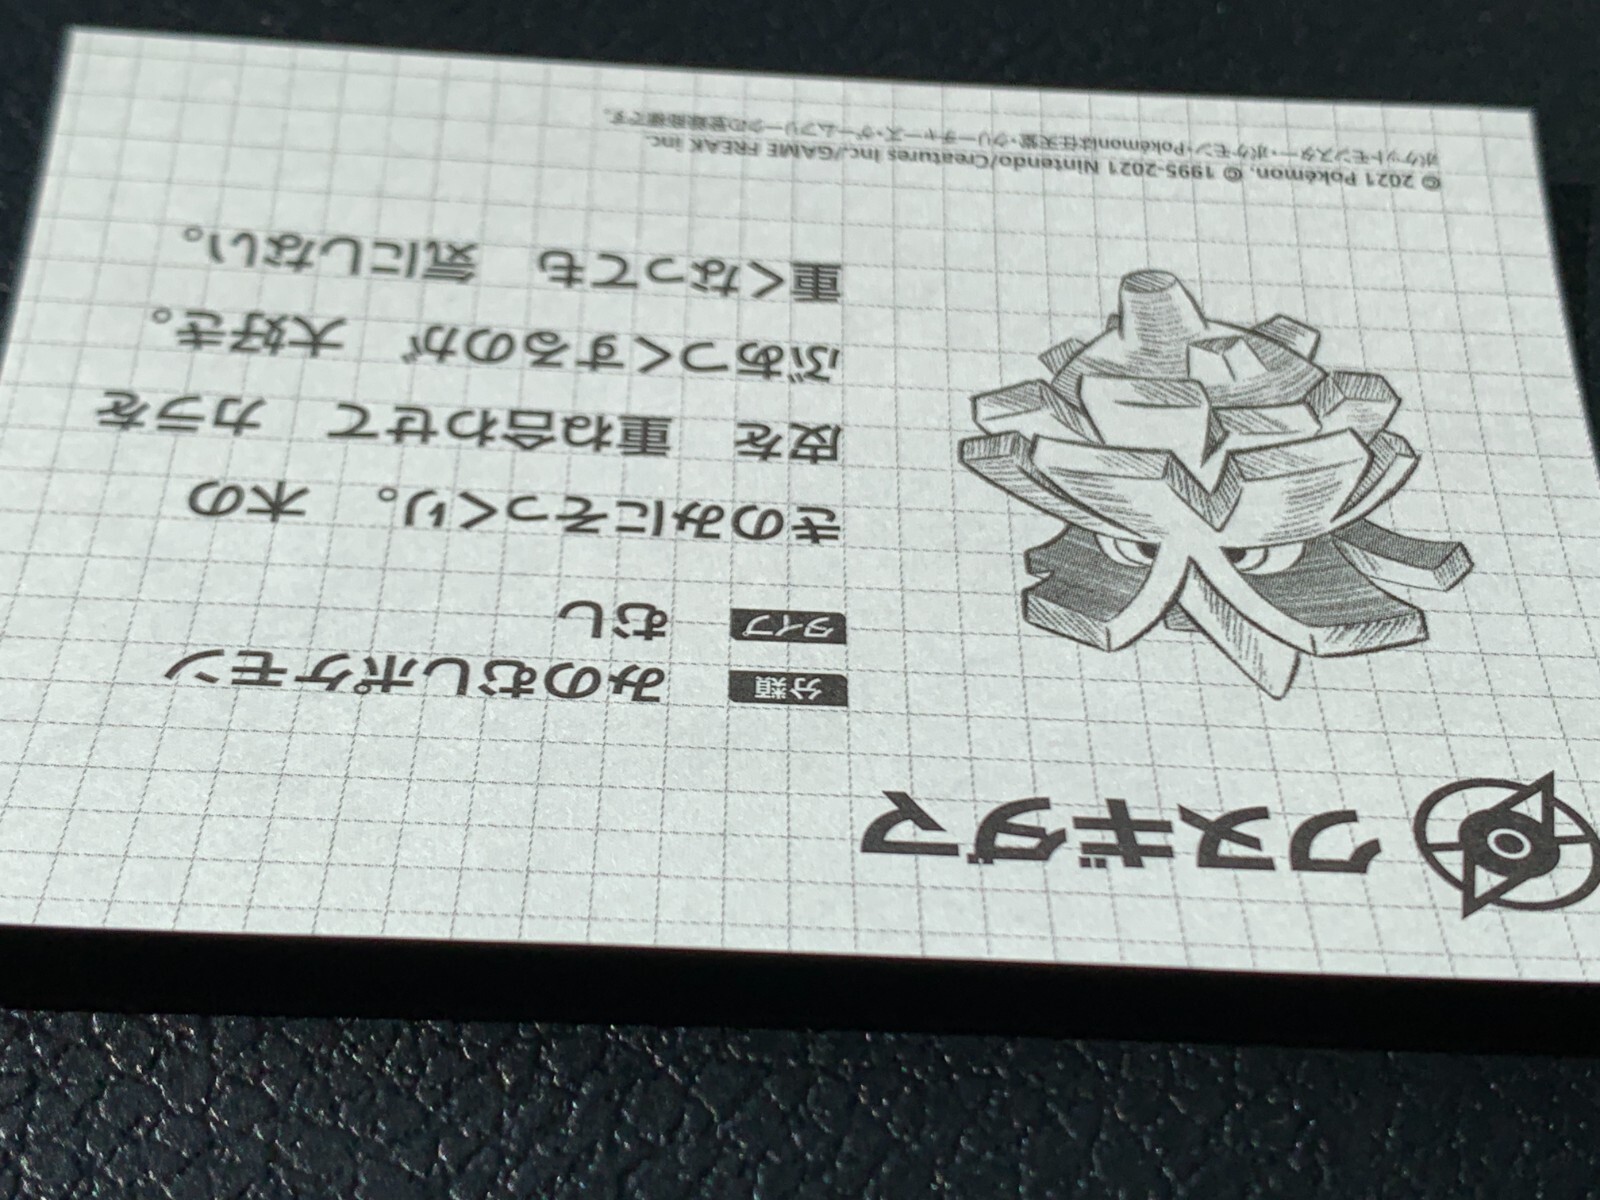 クヌギダマ
分類 みのむしポケモン
タイプ むし
きのみにそっくり。 木の
皮を 重ね合わせて カラを
ぶあつくするのが 大好き。
重くなっても 気にしない。
© 2021 Pokémon. © 1995-2021 Nintendo/Creatures Inc./GAME FREAK inc.
ポケットモンスター・ポケモン・Pokémonは任天堂・クリーチャーズ・ゲームフリークの登録商標です。